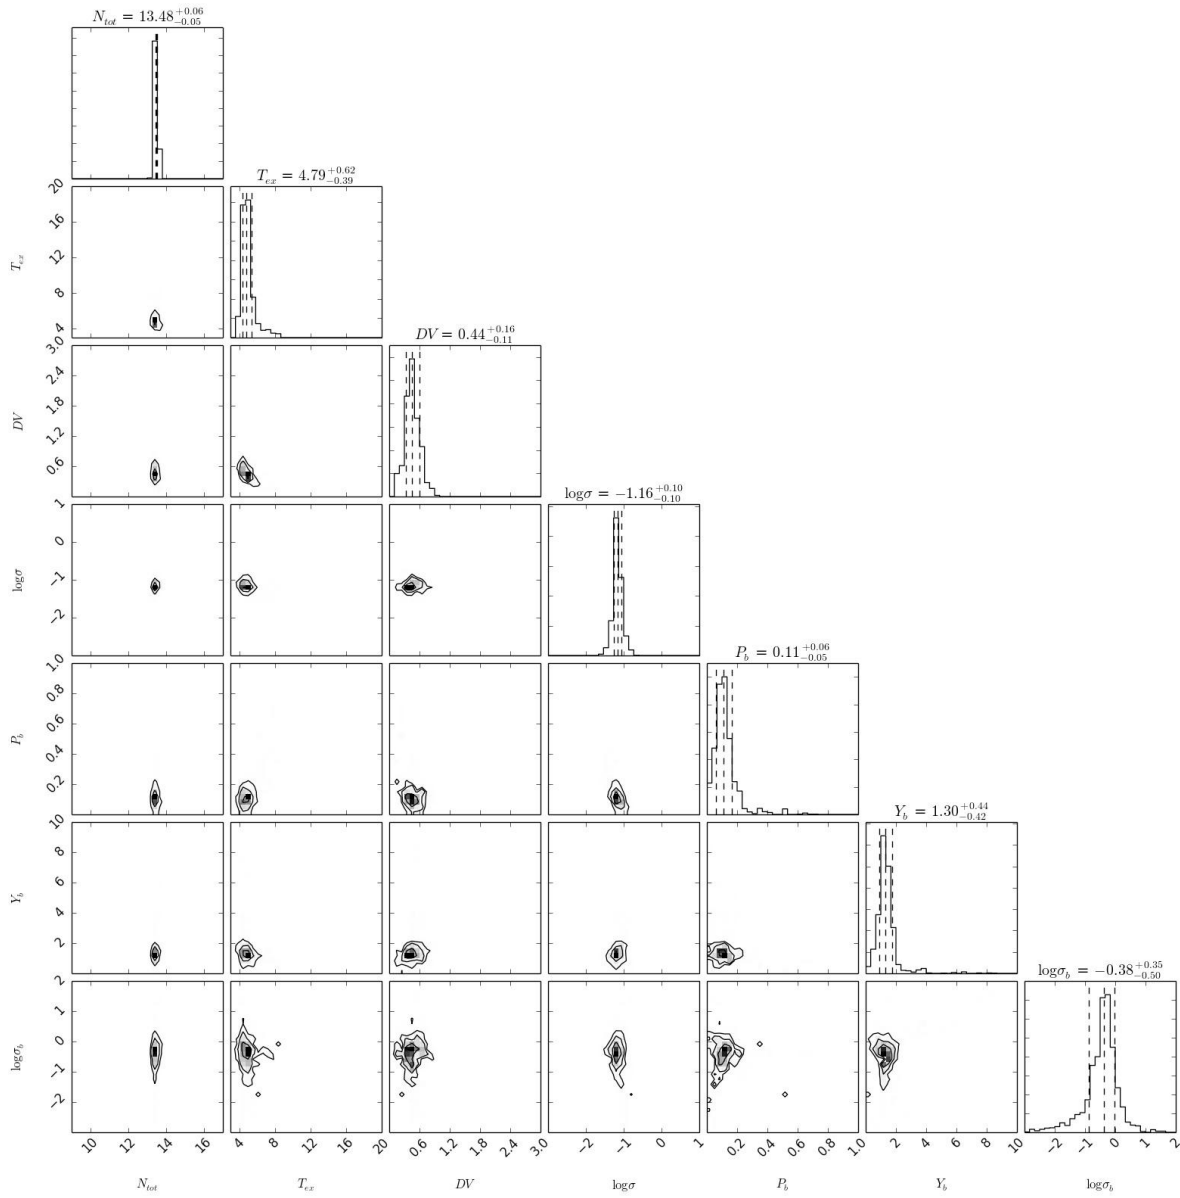 N_tot = 13.48^{+0.06}_{-0.05}
T_ex = 4.79^{+0.62}_{-0.39}
20
16
12
8
4
T_ex
DV = 0.44^{+0.16}_{-0.11}
3.0
2.4
1.8
1.2
0.6
DV
logσ = −1.16^{+0.10}_{-0.10}
1
0
−1
−2
logσ
P_b = 0.11^{+0.06}_{-0.05}
1.0
0.8
0.6
0.4
0.2
P_b
Y_b = 1.30^{+0.44}_{-0.42}
10
8
6
4
2
Y_b
logσ_b = −0.38^{+0.35}_{-0.50}
2
1
0
−1
−2
logσ_b
10 12 14 16 4 8 12 16 20 0.6 1.2 1.8 2.4 3.0 −2 −1 0 1 0.2 0.4 0.6 0.8 1.0 2 4 6 8 10 −2 −1 0 1 2
N_tot T_ex DV logσ P_b Y_b logσ_b